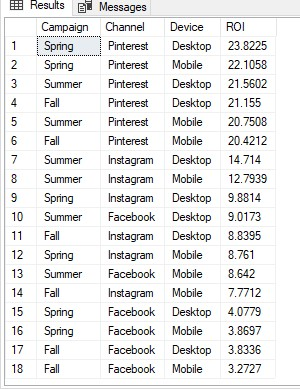 Results Messages
Campaign Channel Device ROI
1 Spring Pinterest Desktop 23.8225
2 Spring Pinterest Mobile 22.1058
3 Summer Pinterest Desktop 21.5602
4 Fall Pinterest Desktop 21.155
5 Summer Pinterest Mobile 20.7508
6 Fall Pinterest Mobile 20.4212
7 Summer Instagram Desktop 14.714
8 Summer Instagram Mobile 12.7939
9 Spring Instagram Desktop 9.8814
10 Summer Facebook Desktop 9.0173
11 Fall Instagram Desktop 8.8395
12 Spring Instagram Mobile 8.761
13 Summer Facebook Mobile 8.642
14 Fall Instagram Mobile 7.7712
15 Spring Facebook Desktop 4.0779
16 Spring Facebook Mobile 3.8697
17 Fall Facebook Desktop 3.8336
18 Fall Facebook Mobile 3.2727